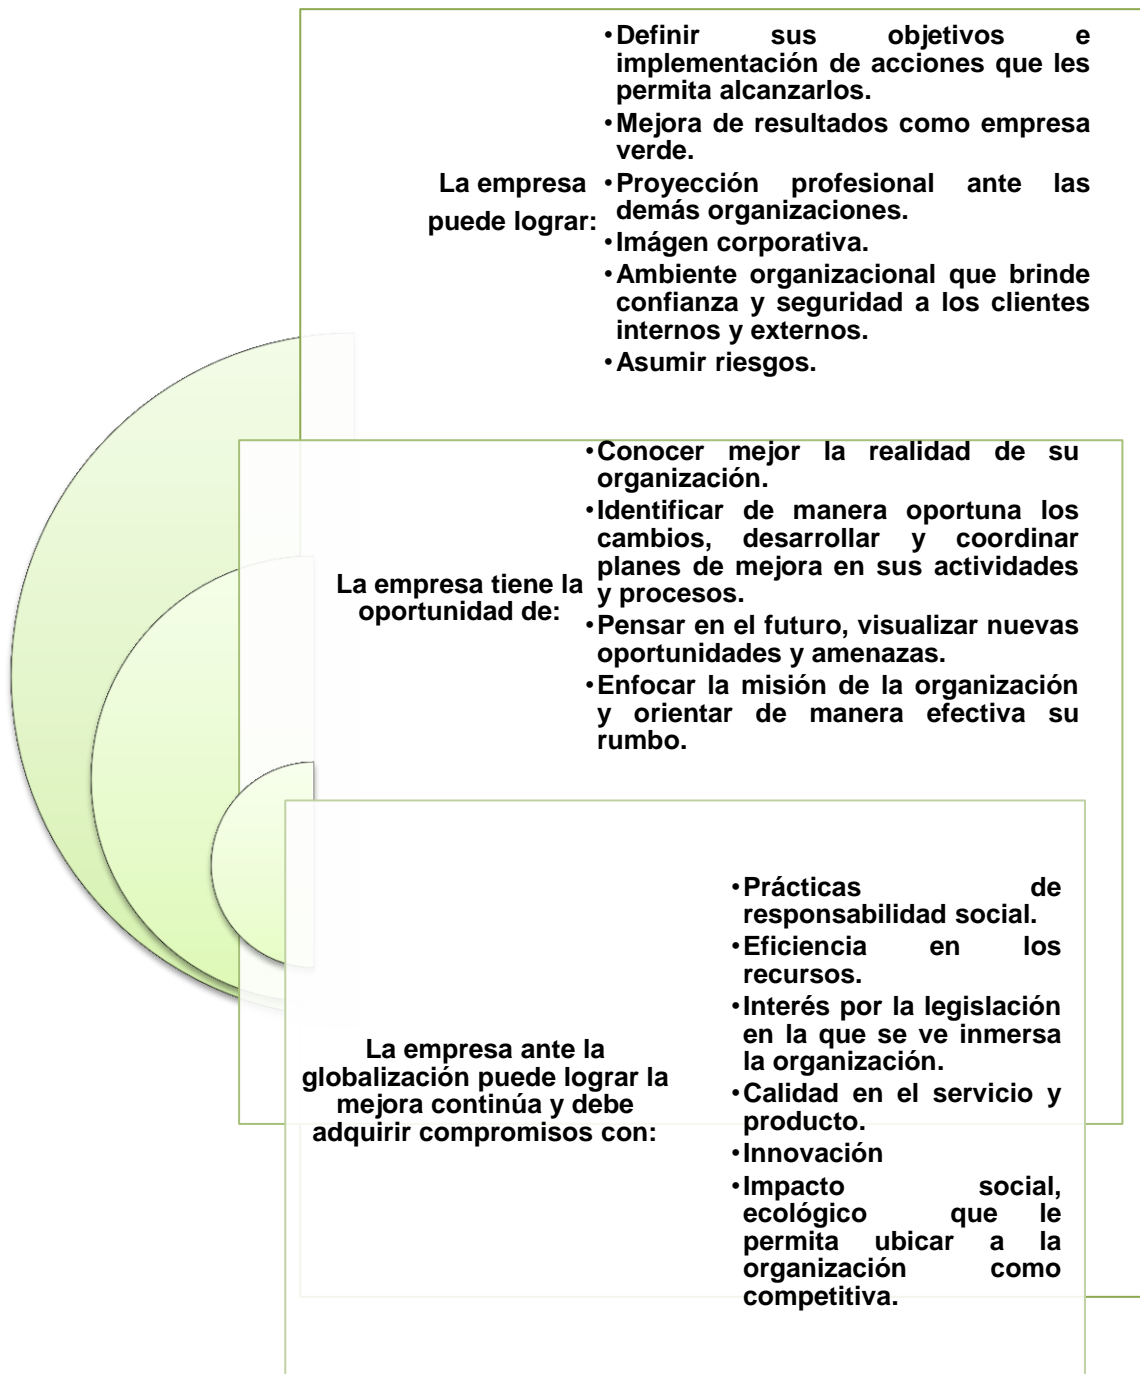 La empresa
puede lograr:
•Definir sus objetivos e
implementación de acciones que les
permita alcanzarlos.
•Mejora de resultados como empresa
verde.
•Proyección profesional ante las
demás organizaciones.
•Imágen corporativa.
•Ambiente organizacional que brinde
confianza y seguridad a los clientes
internos y externos.
•Asumir riesgos.
La empresa tiene la
oportunidad de:
•Conocer mejor la realidad de su
organización.
•Identificar de manera oportuna los
cambios, desarrollar y coordinar
planes de mejora en sus actividades
y procesos.
•Pensar en el futuro, visualizar nuevas
oportunidades y amenazas.
•Enfocar la misión de la organización
y orientar de manera efectiva su
rumbo.
La empresa ante la
globalización puede lograr la
mejora continúa y debe
adquirir compromisos con:
•Prácticas de
responsabilidad social.
•Eficiencia en los
recursos.
•Interés por la legislación
en la que se ve inmersa
la organización.
•Calidad en el servicio y
producto.
•Innovación
•Impacto social,
ecológico que le
permita ubicar a la
organización como
competitiva.